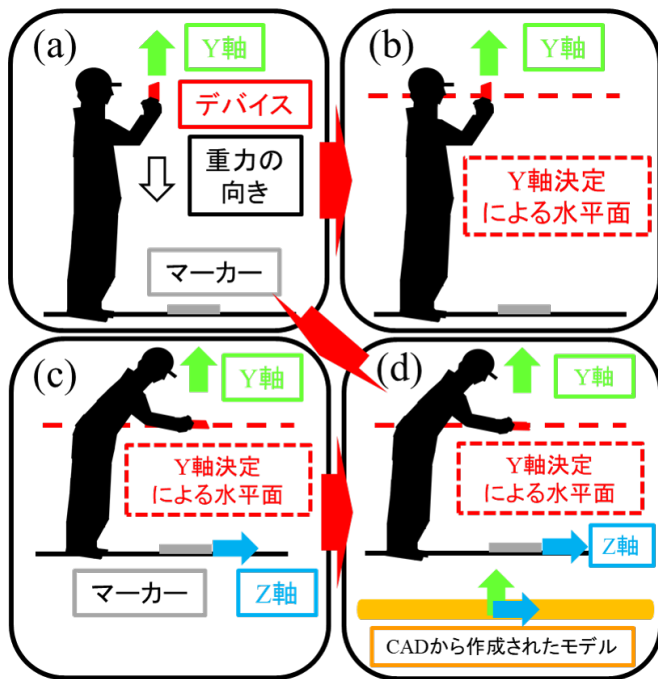 (a)
Y軸
デバイス
重力の
向き
マーカー
(b)
Y軸
Y軸決定
による水平面
(c)
Y軸
Y軸決定
による水平面
マーカー
Z軸
(d)
Y軸
Y軸決定
による水平面
Z軸
CADから作成されたモデル